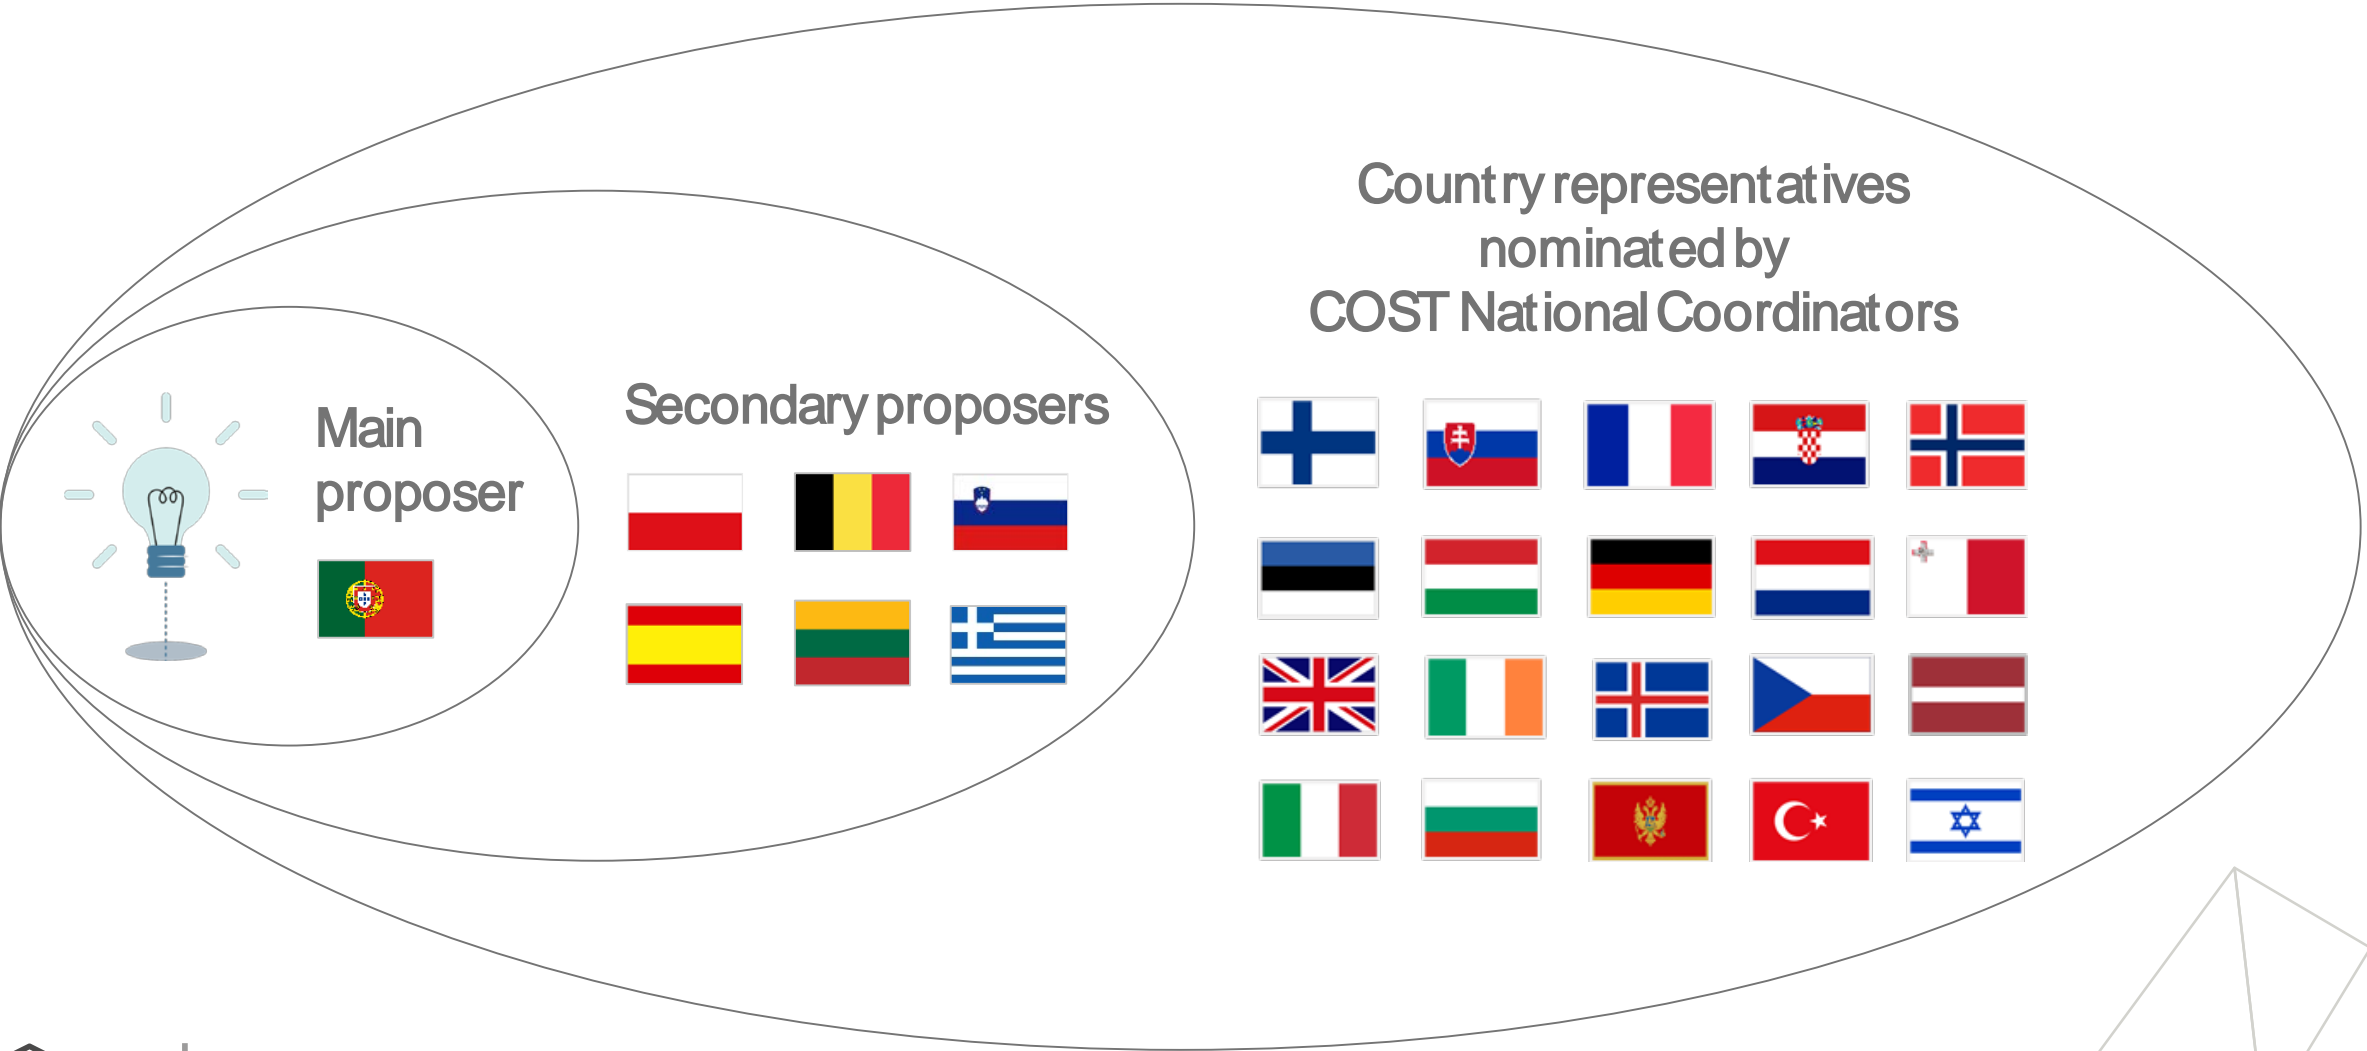 Main
proposer
Secondary proposers
Country representatives
nominated by
COST National Coordinators